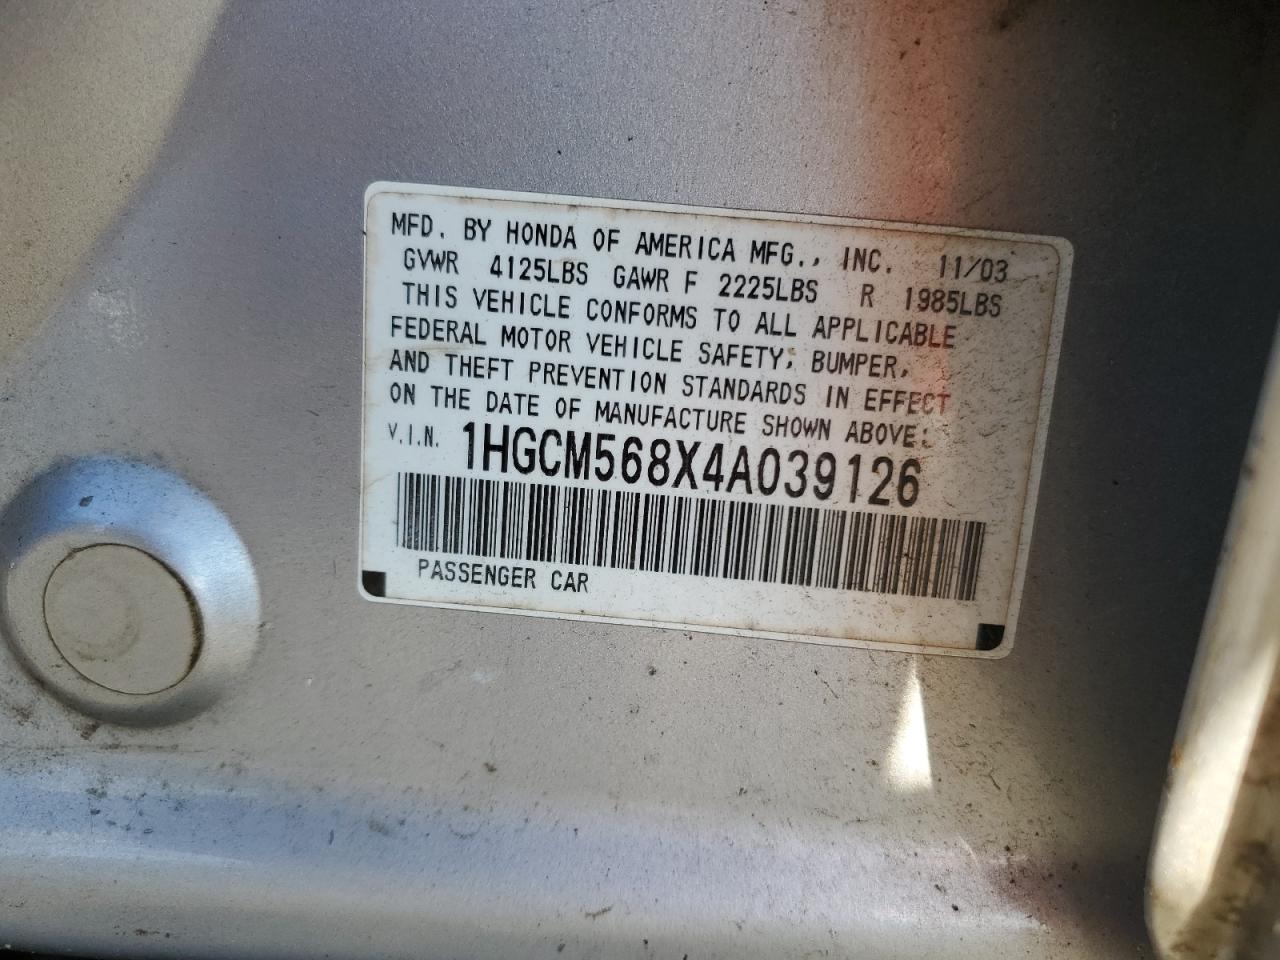 MFD. BY HONDA OF AMERICA MFG., INC. 11/03
GVWR 4125LBS GAWR F 2225LBS R 1985LBS
THIS VEHICLE CONFORMS TO ALL APPLICABLE
FEDERAL MOTOR VEHICLE SAFETY, BUMPER,
AND THEFT PREVENTION STANDARDS IN EFFECT
ON THE DATE OF MANUFACTURE SHOWN ABOVE:
V.I.N. 1HGCM568X4A039126
PASSENGER CAR